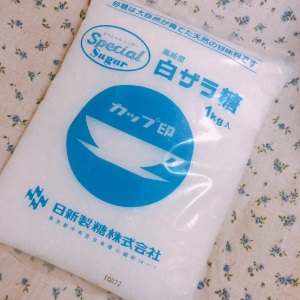 砂糖は大自然が育てた天然の甘味料です
Special
Sugar
高純度
白ザラ糖
1kg入
カップ印
日新製糖株式会社